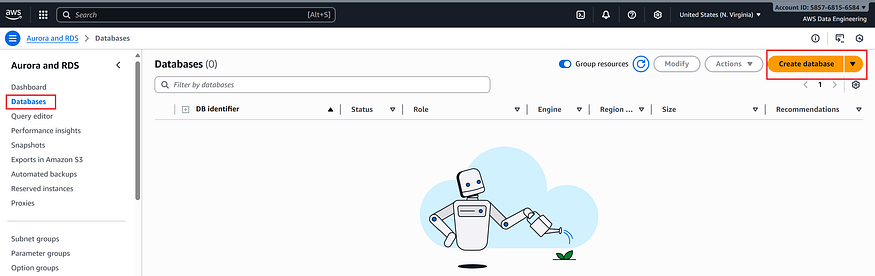 aws
Search
[Alt+S]
United States (N. Virginia)
Account ID: 5857-6815-6584
AWS Data Engineering
Aurora and RDS > Databases
Aurora and RDS
Dashboard
Databases
Query editor
Performance insights
Snapshots
Exports in Amazon S3
Automated backups
Reserved instances
Proxies
Subnet groups
Parameter groups
Option groups
Databases (0)
Group resources
Modify
Actions
Create database
Filter by databases
1
DB identifier
Status
Role
Engine
Region ...
Size
Recommendations